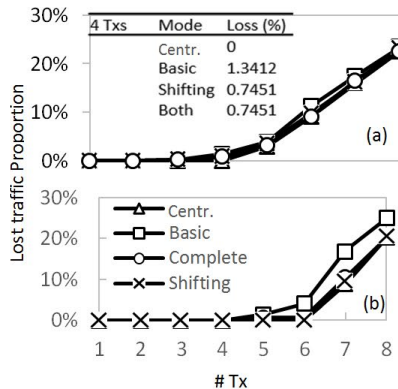 30%
20%
10%
0%
4 Txs Mode Loss (%)
Centr. 0
Basic 1.3412
Shifting 0.7451
Both 0.7451
(a)
Lost traffic Proportion
30%
20%
10%
0%
Centr.
Basic
Complete
Shifting
(b)
1 2 3 4 5 6 7 8
# Tx